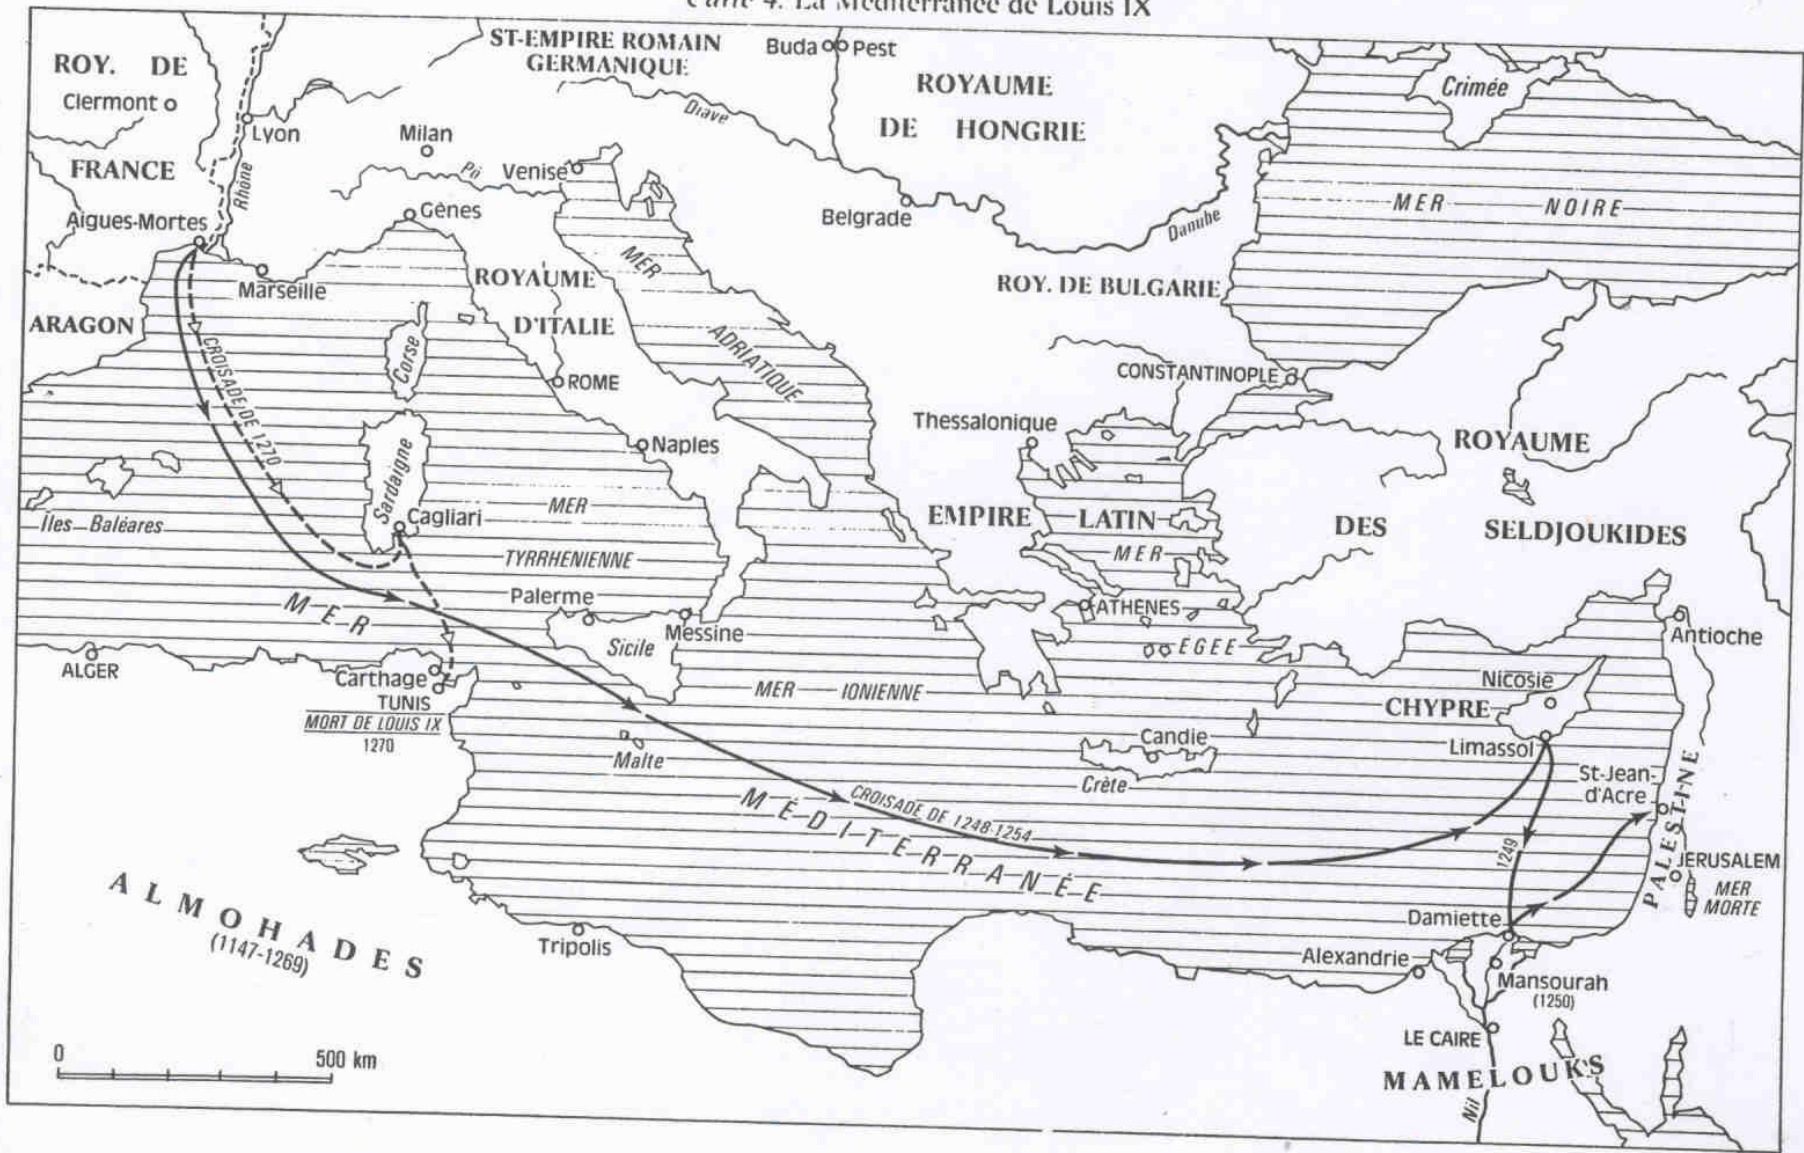 Carte 4. La Méditerranée de Louis IX
ROY. DE
FRANCE
Clermont
Lyon
Rhône
Aigues-Mortes
Marseille
ARAGON
ST-EMPIRE ROMAIN
GERMANIQUE
Milan
Pô
Venise
Gênes
Drave
Buda
Pest
ROYAUME
DE HONGRIE
Belgrade
Danube
Crimée
MER NOIRE
ROYAUME
D'ITALIE
ROME
Naples
MER
ADRIATIQUE
ROY. DE BULGARIE
CONSTANTINOPLE
Thessalonique
EMPIRE LATIN
MER
ÉGÉE
ATHENES
ROYAUME
DES SELDJOUKIDES
Corse
Sardaigne
Cagliari
CROISADE DE 1270
Îles Baléares
MER
TYRRHENIENNE
Palerme
Messine
Sicile
MER IONIENNE
ALGER
Carthage
TUNIS
MORT DE LOUIS IX
1270
Malte
MER
MÉDITERRANÉE
CROISADE DE 1248-1254
Candie
Crète
Antioche
Nicosie
CHYPRE
Limassol
St-Jean-
d'Acre
PALESTINE
1249
JERUSALEM
MER
MORTE
Damiette
Alexandrie
Mansourah
(1250)
LE CAIRE
MAMELOUKS
Nil
ALMOHADES
(1147-1269)
Tripolis
0 500 km